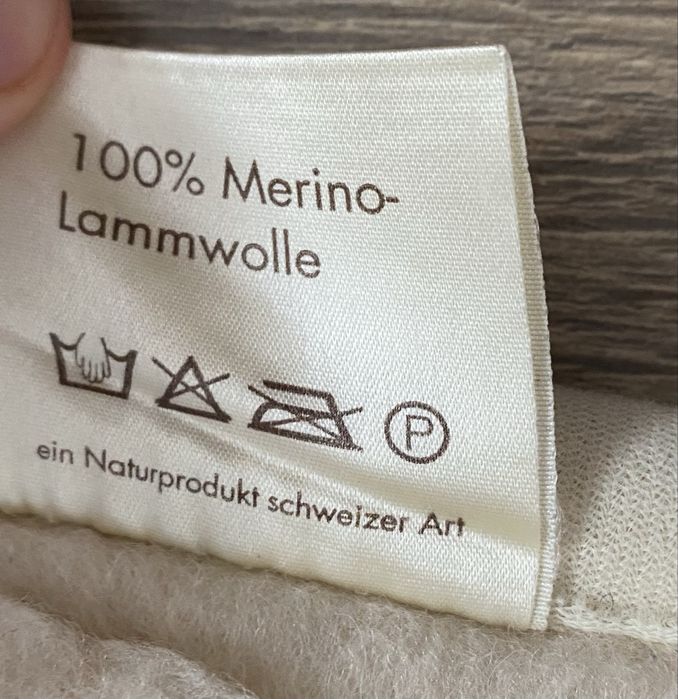 100% Merino-
Lammwolle
P
ein Naturprodukt schweizer Art